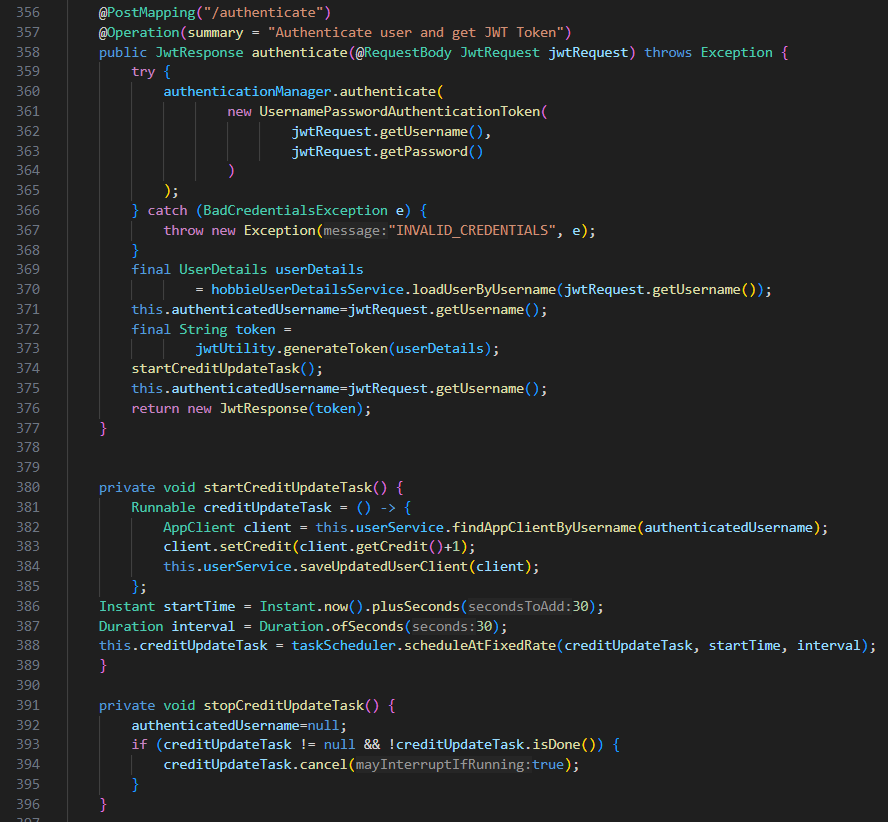 356 @PostMapping("/authenticate")
357 @Operation(summary = "Authenticate user and get JWT Token")
358 public JwtResponse authenticate(@RequestBody JwtRequest jwtRequest) throws Exception {
359 try {
360 authenticationManager.authenticate(
361 new UsernamePasswordAuthenticationToken(
362 jwtRequest.getUsername(),
363 jwtRequest.getPassword()
364 )
365 );
366 } catch (BadCredentialsException e) {
367 throw new Exception(message:"INVALID_CREDENTIALS", e);
368 }
369 final UserDetails userDetails
370 = hobbieUserDetailsService.loadUserByUsername(jwtRequest.getUsername());
371 this.authenticatedUsername=jwtRequest.getUsername();
372 final String token =
373 jwtUtility.generateToken(userDetails);
374 startCreditUpdateTask();
375 this.authenticatedUsername=jwtRequest.getUsername();
376 return new JwtResponse(token);
377 }
378
379
380 private void startCreditUpdateTask() {
381 Runnable creditUpdateTask = () -> {
382 AppClient client = this.userService.findAppClientByUsername(authenticatedUsername);
383 client.setCredit(client.getCredit()+1);
384 this.userService.saveUpdatedUserClient(client);
385 };
386 Instant startTime = Instant.now().plusSeconds(secondsToAdd:30);
387 Duration interval = Duration.ofSeconds(seconds:30);
388 this.creditUpdateTask = taskScheduler.scheduleAtFixedRate(creditUpdateTask, startTime, interval);
389 }
390
391 private void stopCreditUpdateTask() {
392 authenticatedUsername=null;
393 if (creditUpdateTask != null && !creditUpdateTask.isDone()) {
394 creditUpdateTask.cancel(mayInterruptIfRunning:true);
395 }
396 }